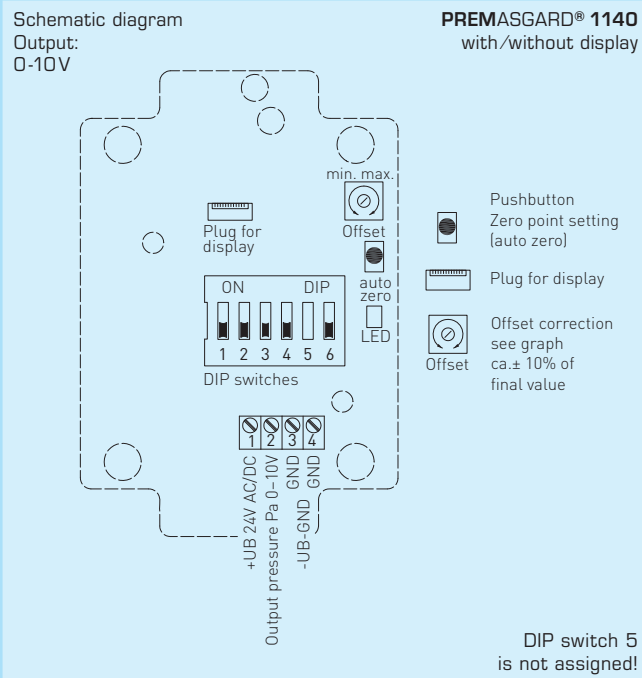 Schematic diagram
Output:
0-10 V
PREMASGARD® 1140
with/without display
min. max.
Offset
Plug for
display
auto
zero
LED
ON DIP
1 2 3 4 5 6
DIP switches
1 2 3 4
+UB 24V AC/DC
Output pressure Pa 0-10V
GND
-UB-GND
GND
Pushbutton
Zero point setting
(auto zero)
Plug for display
Offset
Offset correction
see graph
ca.± 10% of
final value
DIP switch 5
is not assigned!